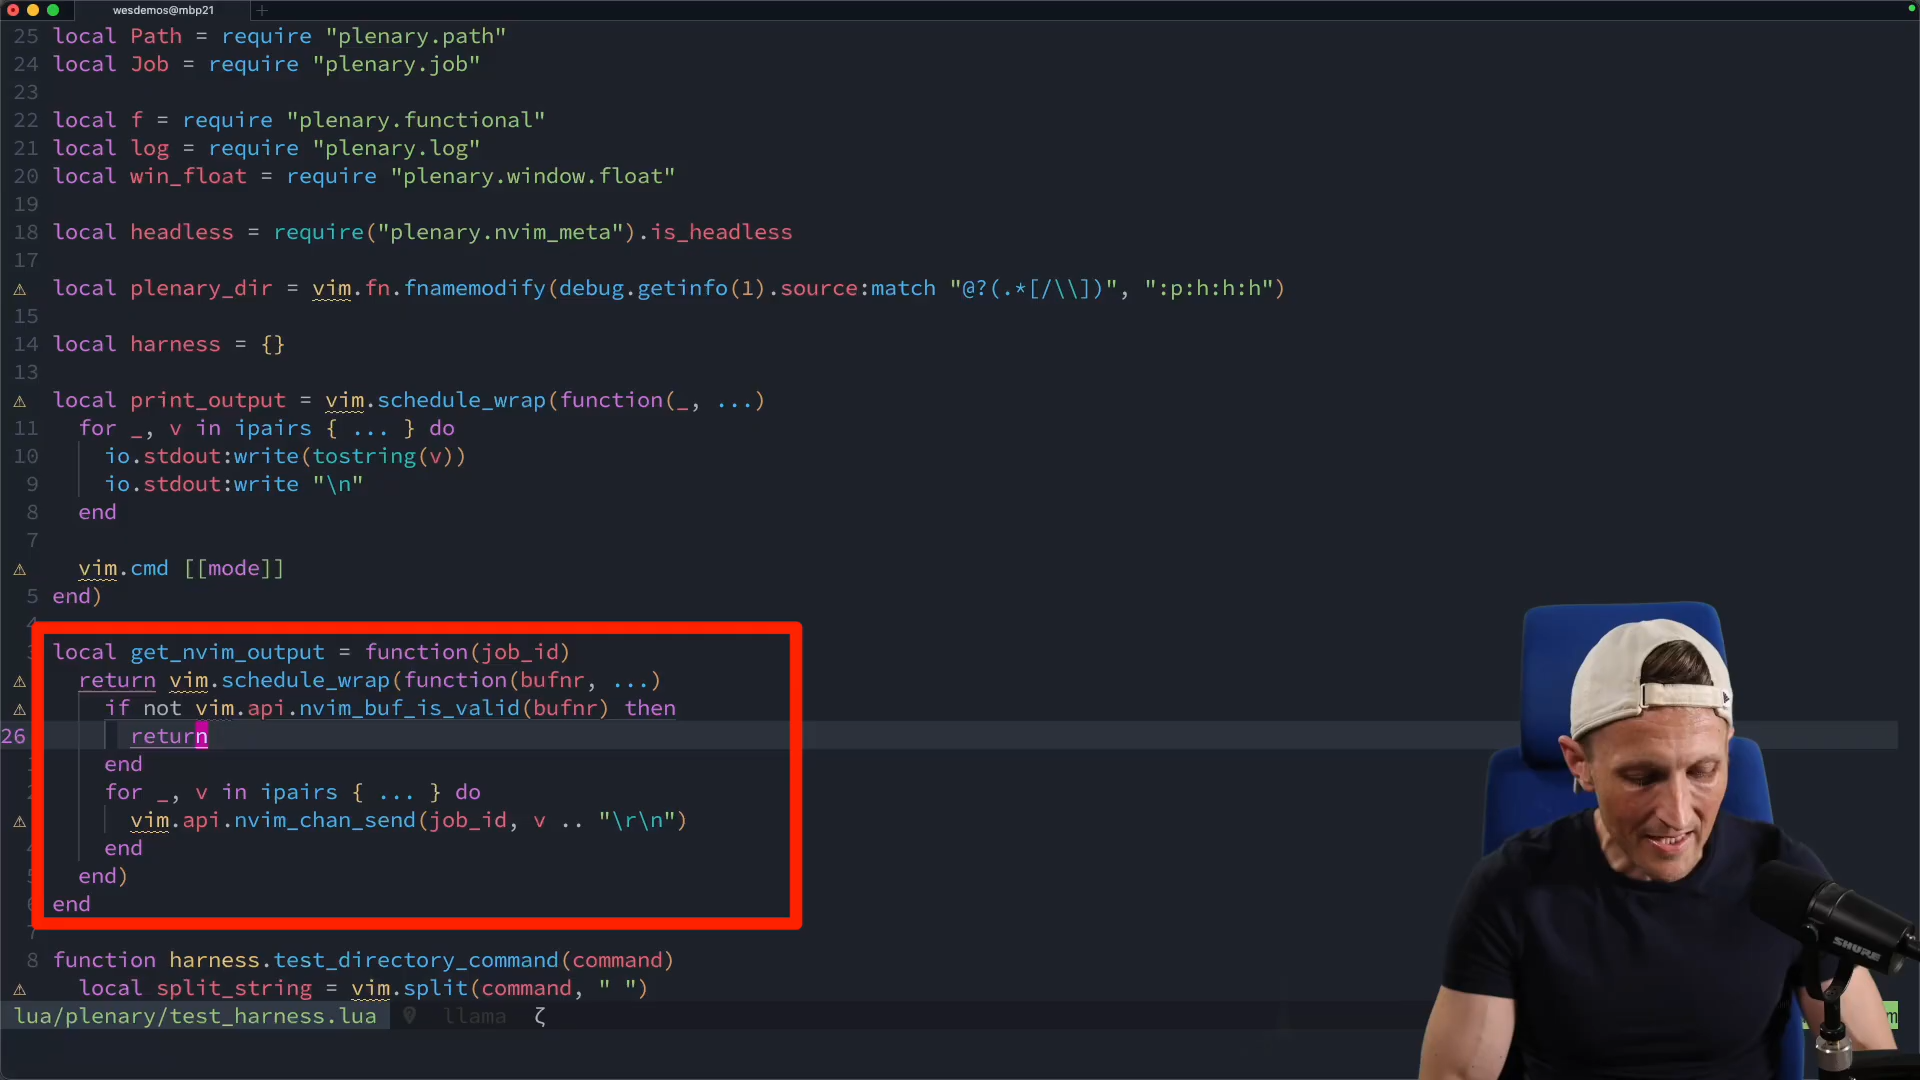 wesdemos@mbp21
25 local Path = require "plenary.path"
24 local Job = require "plenary.job"
23
22 local f = require "plenary.functional"
21 local log = require "plenary.log"
20 local win_float = require "plenary.window.float"
19
18 local headless = require("plenary.nvim_meta").is_headless
17
⚠ local plenary_dir = vim.fn.fnamemodify(debug.getinfo(1).source:match "@?(.*[/\\])", ":p:h:h:h")
15
14 local harness = {}
13
⚠ local print_output = vim.schedule_wrap(function(_, ...)
11 for _, v in ipairs { ... } do
10 io.stdout:write(tostring(v))
9 io.stdout:write "\n"
8 end
7
⚠ vim.cmd [[mode]]
5 end)
4
local get_nvim_output = function(job_id)
⚠ return vim.schedule_wrap(function(bufnr, ...)
⚠ if not vim.api.nvim_buf_is_valid(bufnr) then
26 return
end
for _, v in ipairs { ... } do
⚠ vim.api.nvim_chan_send(job_id, v .. "\r\n")
end
end)
end
7
8 function harness.test_directory_command(command)
⚠ local split_string = vim.split(command, " ")
lua/plenary/test_harness.lua llama ζ
SHURE